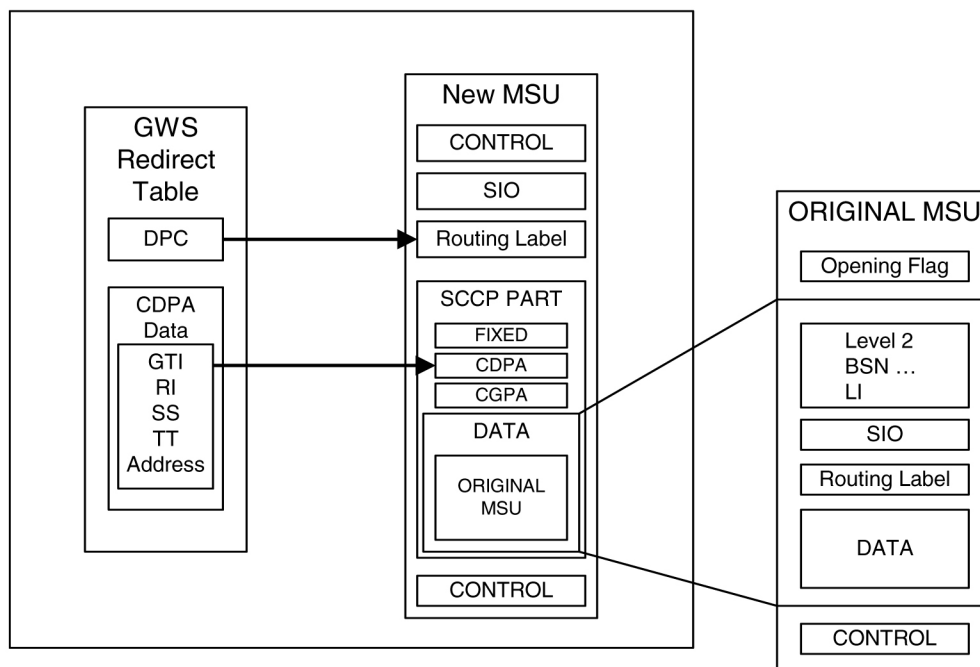 GWS
Redirect
Table
DPC
CDPA
Data
GTI
RI
SS
TT
Address
New MSU
CONTROL
SIO
Routing Label
SCCP PART
FIXED
CDPA
CGPA
DATA
ORIGINAL
MSU
CONTROL
ORIGINAL MSU
Opening Flag
Level 2
BSN …
LI
SIO
Routing Label
DATA
CONTROL